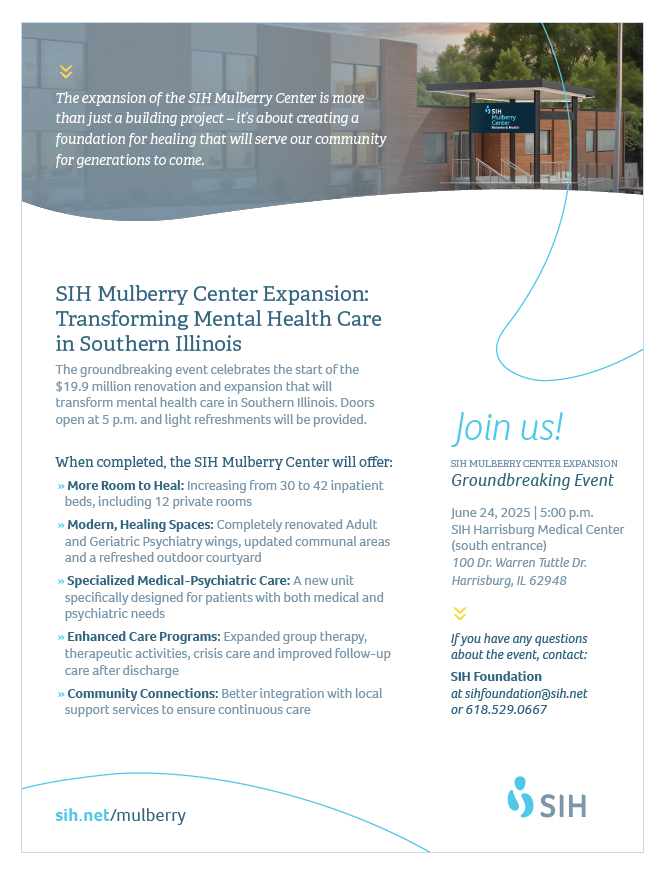 The expansion of the SIH Mulberry Center is more
than just a building project – it's about creating a
foundation for healing that will serve our community
for generations to come.
SIH
Mulberry
Center
Behavioral Health
SIH Mulberry Center Expansion:
Transforming Mental Health Care
in Southern Illinois
The groundbreaking event celebrates the start of the
$19.9 million renovation and expansion that will
transform mental health care in Southern Illinois. Doors
open at 5 p.m. and light refreshments will be provided.
When completed, the SIH Mulberry Center will offer:
» More Room to Heal: Increasing from 30 to 42 inpatient
beds, including 12 private rooms
» Modern, Healing Spaces: Completely renovated Adult
and Geriatric Psychiatry wings, updated communal areas
and a refreshed outdoor courtyard
» Specialized Medical-Psychiatric Care: A new unit
specifically designed for patients with both medical and
psychiatric needs
» Enhanced Care Programs: Expanded group therapy,
therapeutic activities, crisis care and improved follow-up
care after discharge
» Community Connections: Better integration with local
support services to ensure continuous care
Join us!
SIH MULBERRY CENTER EXPANSION
Groundbreaking Event
June 24, 2025 | 5:00 p.m.
SIH Harrisburg Medical Center
(south entrance)
100 Dr. Warren Tuttle Dr.
Harrisburg, IL 62948
If you have any questions
about the event, contact:
SIH Foundation
at sihfoundation@sih.net
or 618.529.0667
sih.net/mulberry
SIH